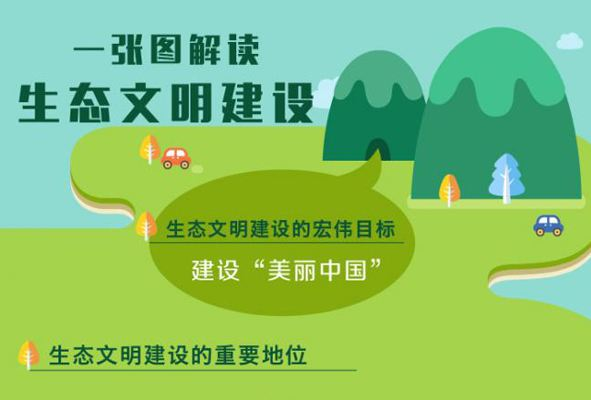 一张图解读
生态文明建设
生态文明建设的宏伟目标
建设“美丽中国”
生态文明建设的重要地位